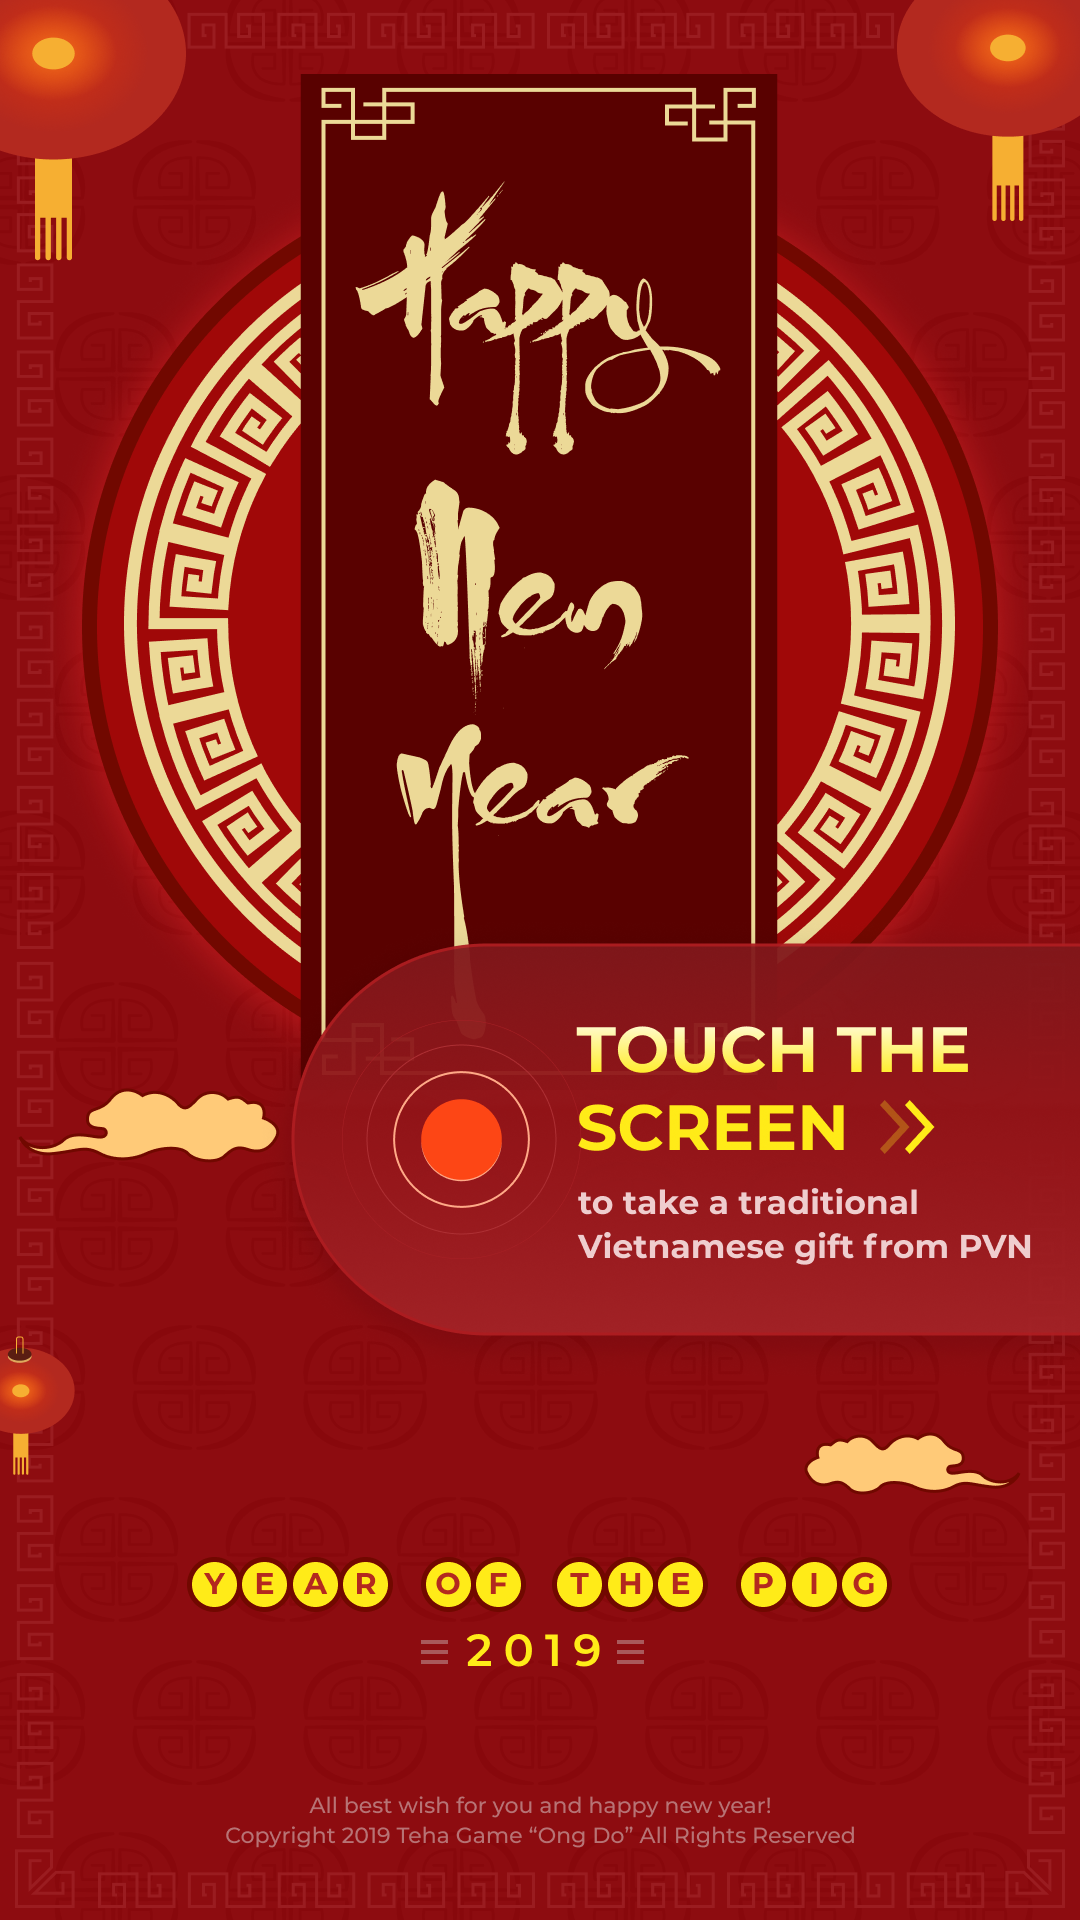 Happy
New
Year
TOUCH THE
SCREEN
to take a traditional
Vietnamese gift from PVN
YEAR OF THE PIG
2019
All best wish for you and happy new year!
Copyright 2019 Teha Game “Ong Do” All Rights Reserved